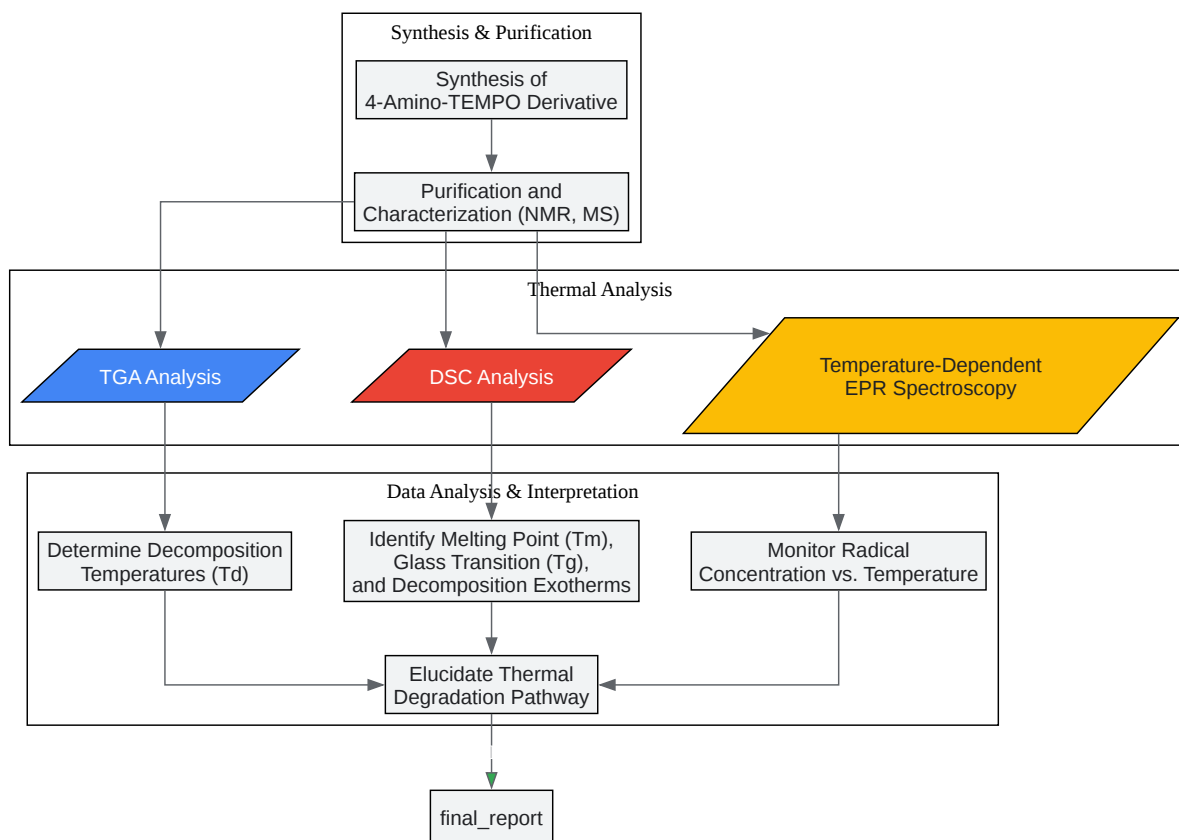 Synthesis & Purification
Synthesis of
4-Amino-TEMPO Derivative
Purification and
Characterization (NMR, MS)
Thermal Analysis
TGA Analysis
DSC Analysis
Temperature-Dependent
EPR Spectroscopy
Data Analysis & Interpretation
Determine Decomposition
Temperatures (Td)
Identify Melting Point (Tm),
Glass Transition (Tg),
and Decomposition Exotherms
Monitor Radical
Concentration vs. Temperature
Elucidate Thermal
Degradation Pathway
final_report